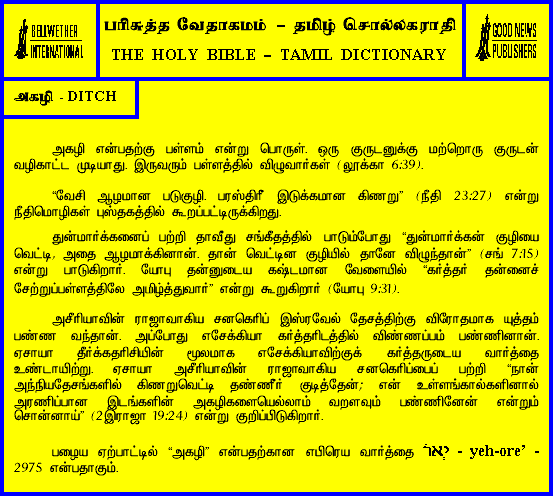 BELLWETHER
INTERNATIONAL
பரிசுத்த வேதாகமம் – தமிழ் சொல்லகராதி
THE HOLY BIBLE – TAMIL DICTIONARY
GOOD NEWS
PUBLISHERS
அகழி - DITCH
அகழி என்பதற்கு பள்ளம் என்று பொருள். ஒரு குருடனுக்கு மற்றொரு குருடன்
வழிகாட்ட முடியாது. இருவரும் பள்ளத்தில் விழுவார்கள் (லூக்கா 6:39).
“வேசி ஆழமான படுகுழி. பரஸ்திரீ இடுக்கமான கிணறு” (நீதி 23:27) என்று
நீதிமொழிகள் புஸ்தகத்தில் கூறப்பட்டிருக்கிறது.
துன்மார்க்கனைப் பற்றி தாவீது சங்கீதத்தில் பாடும்போது “துன்மார்க்கன் குழியை
வெட்டி, அதை ஆழமாக்கினான். தான் வெட்டின குழியில் தானே விழுந்தான்” (சங் 7:15)
என்று பாடுகிறார். யோபு தன்னுடைய கஷ்டமான வேளையில் “கர்த்தர் தன்னைச்
சேற்றுப்பள்ளத்திலே அமிழ்த்துவார்” என்று கூறுகிறார் (யோபு 9:31).
அசீரியாவின் ராஜாவாகிய சனகெரிப் இஸ்ரவேல் தேசத்திற்கு விரோதமாக யுத்தம்
பண்ண வந்தான். அப்போது எசேக்கியா கர்த்தரிடத்தில் விண்ணப்பம் பண்ணினான்.
ஏசாயா தீர்க்கதரிசியின் மூலமாக எசேக்கியாவிற்குக் கர்த்தருடைய வார்த்தை
உண்டாயிற்று. ஏசாயா அசீரியாவின் ராஜாவாகிய சனகெரிப்பைப் பற்றி “நான்
அந்நியதேசங்களில் கிணறுவெட்டி தண்ணீர் குடித்தேன்; என் உள்ளங்கால்களினால்
அரணிப்பான இடங்களின் அகழிகளையெல்லாம் வறளவும் பண்ணினேன் என்றும்
சொன்னாய்” (2இராஜா 19:24) என்று குறிப்பிடுகிறார்.
பழைய ஏற்பாட்டில் “அகழி” என்பதற்கான எபிரெய வார்த்தை יְאֹר - yeh-ore’ -
2975 என்பதாகும்.